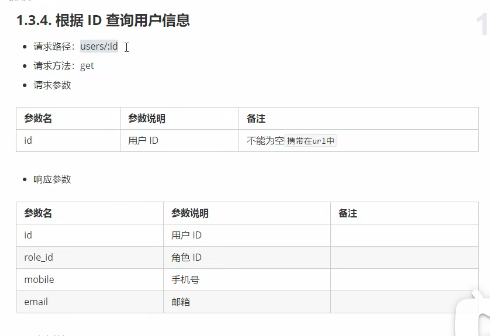 1.3.4. 根据 ID 查询用户信息
请求路径：users/:id
请求方法：get
请求参数
参数名 参数说明 备注
id 用户 ID 不能为空携带在url中
响应参数
参数名 参数说明 备注
id 用户 ID
role_id 角色 ID
mobile 手机号
email 邮箱